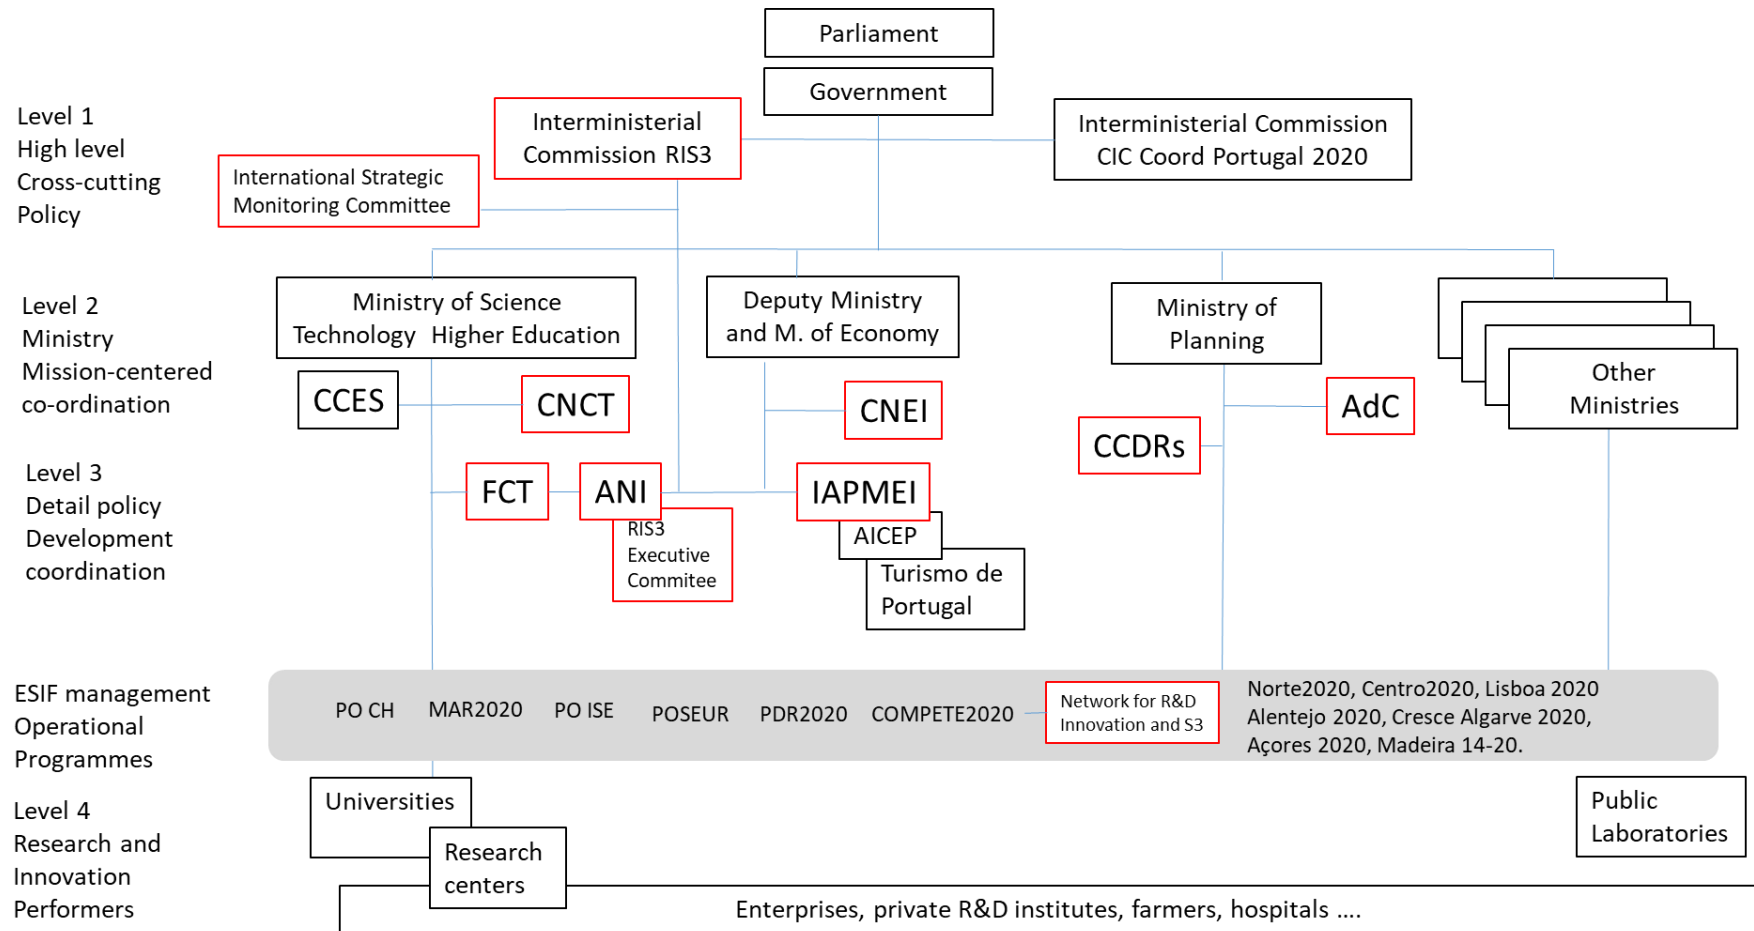 Parliament
Government
Level 1
High level
Cross-cutting
Policy
Interministerial
Commission RIS3
Interministerial Commission
CIC Coord Portugal 2020
International Strategic
Monitoring Committee
Level 2
Ministry
Mission-centered
co-ordination
Ministry of Science
Technology Higher Education
Deputy Ministry
and M. of Economy
Ministry of
Planning
Other
Ministries
CCES
CNCT
CNEI
CCDRs
AdC
Level 3
Detail policy
Development
coordination
FCT
ANI
RIS3
Executive
Commitee
IAPMEI
AICEP
Turismo de
Portugal
ESIF management
Operational
Programmes
PO CH
MAR2020
PO ISE
POSEUR
PDR2020
COMPETE2020
Network for R&D
Innovation and S3
Norte2020, Centro2020, Lisboa 2020
Alentejo 2020, Cresce Algarve 2020,
Açores 2020, Madeira 14-20.
Level 4
Research and
Innovation
Performers
Universities
Research
centers
Public
Laboratories
Enterprises, private R&D institutes, farmers, hospitals ....